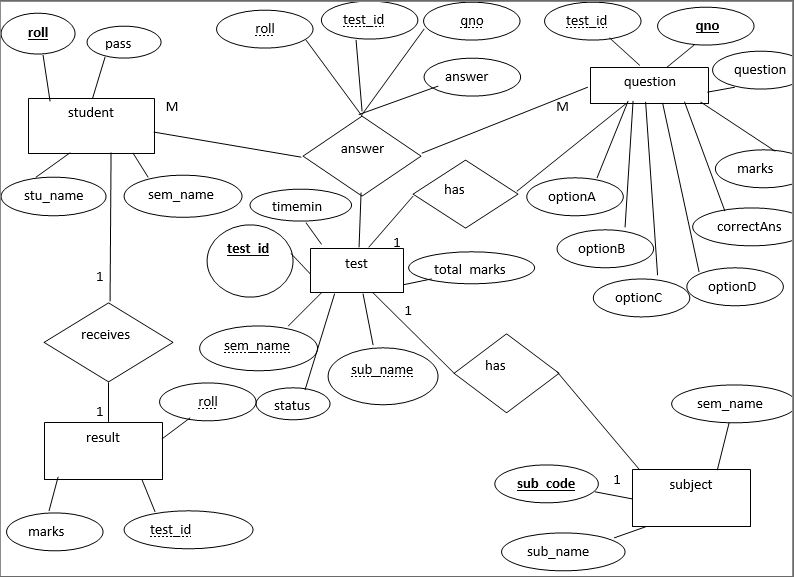 roll
pass
roll
test_id
qno
answer
test_id
qno
question
student
M
question
M
answer
marks
stu_name
sem_name
has
optionA
correctAns
timemin
optionB
test_id
1
test
total_marks
1
optionC
optionD
1
receives
sem_name
sub_name
has
1
roll
status
sem_name
result
sub_code
1
subject
marks
test_id
sub_name